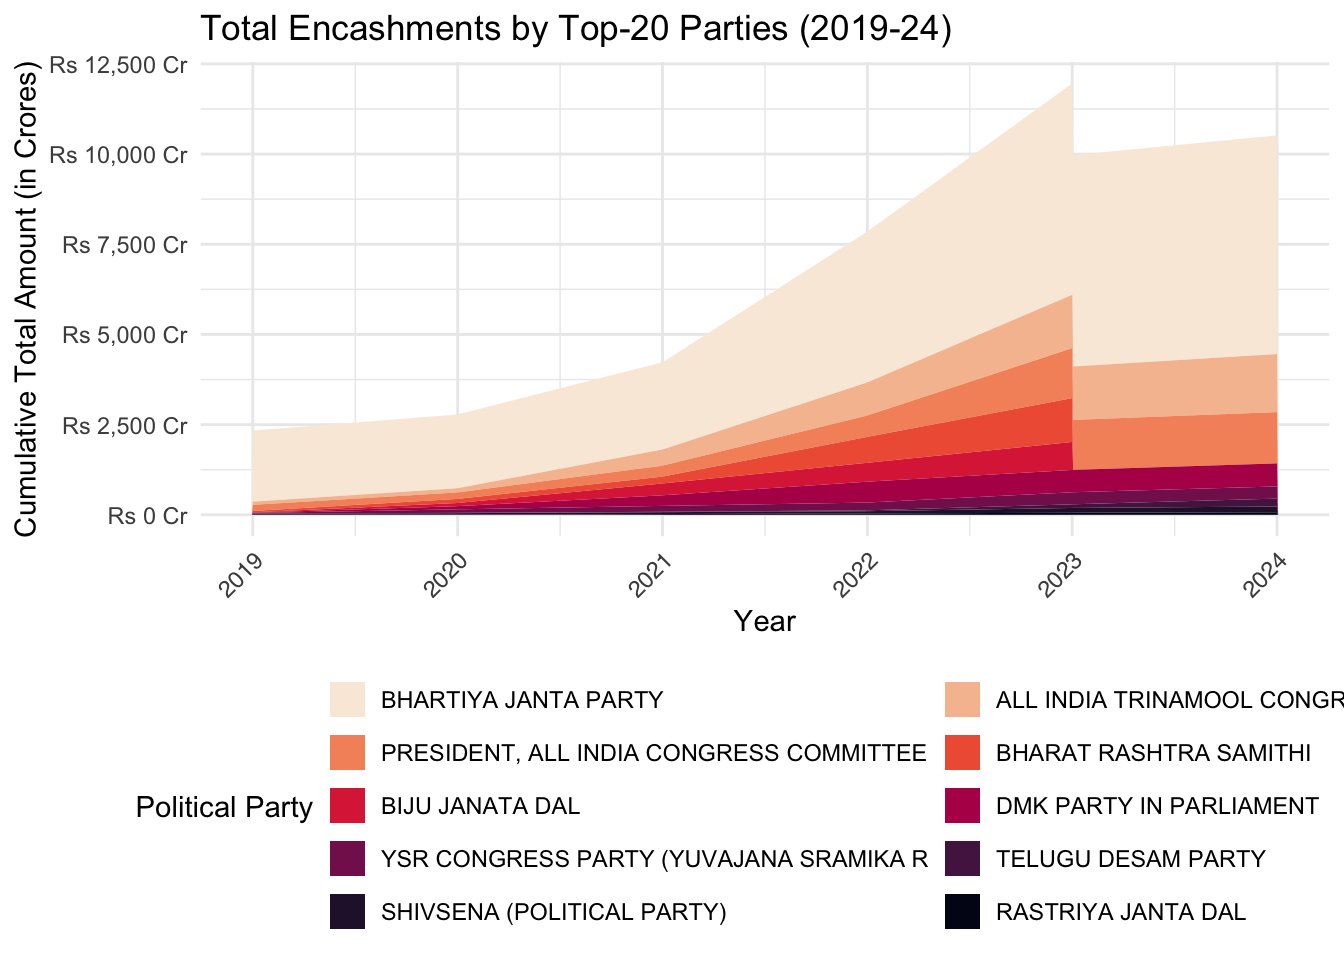 Total Encashments by Top-20 Parties (2019-24)
Cumulative Total Amount (in Crores)
Rs 12,500 Cr
Rs 10,000 Cr
Rs 7,500 Cr
Rs 5,000 Cr
Rs 2,500 Cr
Rs 0 Cr
2019 2020 2021 2022 2023 2024
Year
Political Party
BHARTIYA JANTA PARTY
ALL INDIA TRINAMOOL CONGR
PRESIDENT, ALL INDIA CONGRESS COMMITTEE
BHARAT RASHTRA SAMITHI
BIJU JANATA DAL
DMK PARTY IN PARLIAMENT
YSR CONGRESS PARTY (YUVAJANA SRAMIKA R
TELUGU DESAM PARTY
SHIVSENA (POLITICAL PARTY)
RASTRIYA JANTA DAL